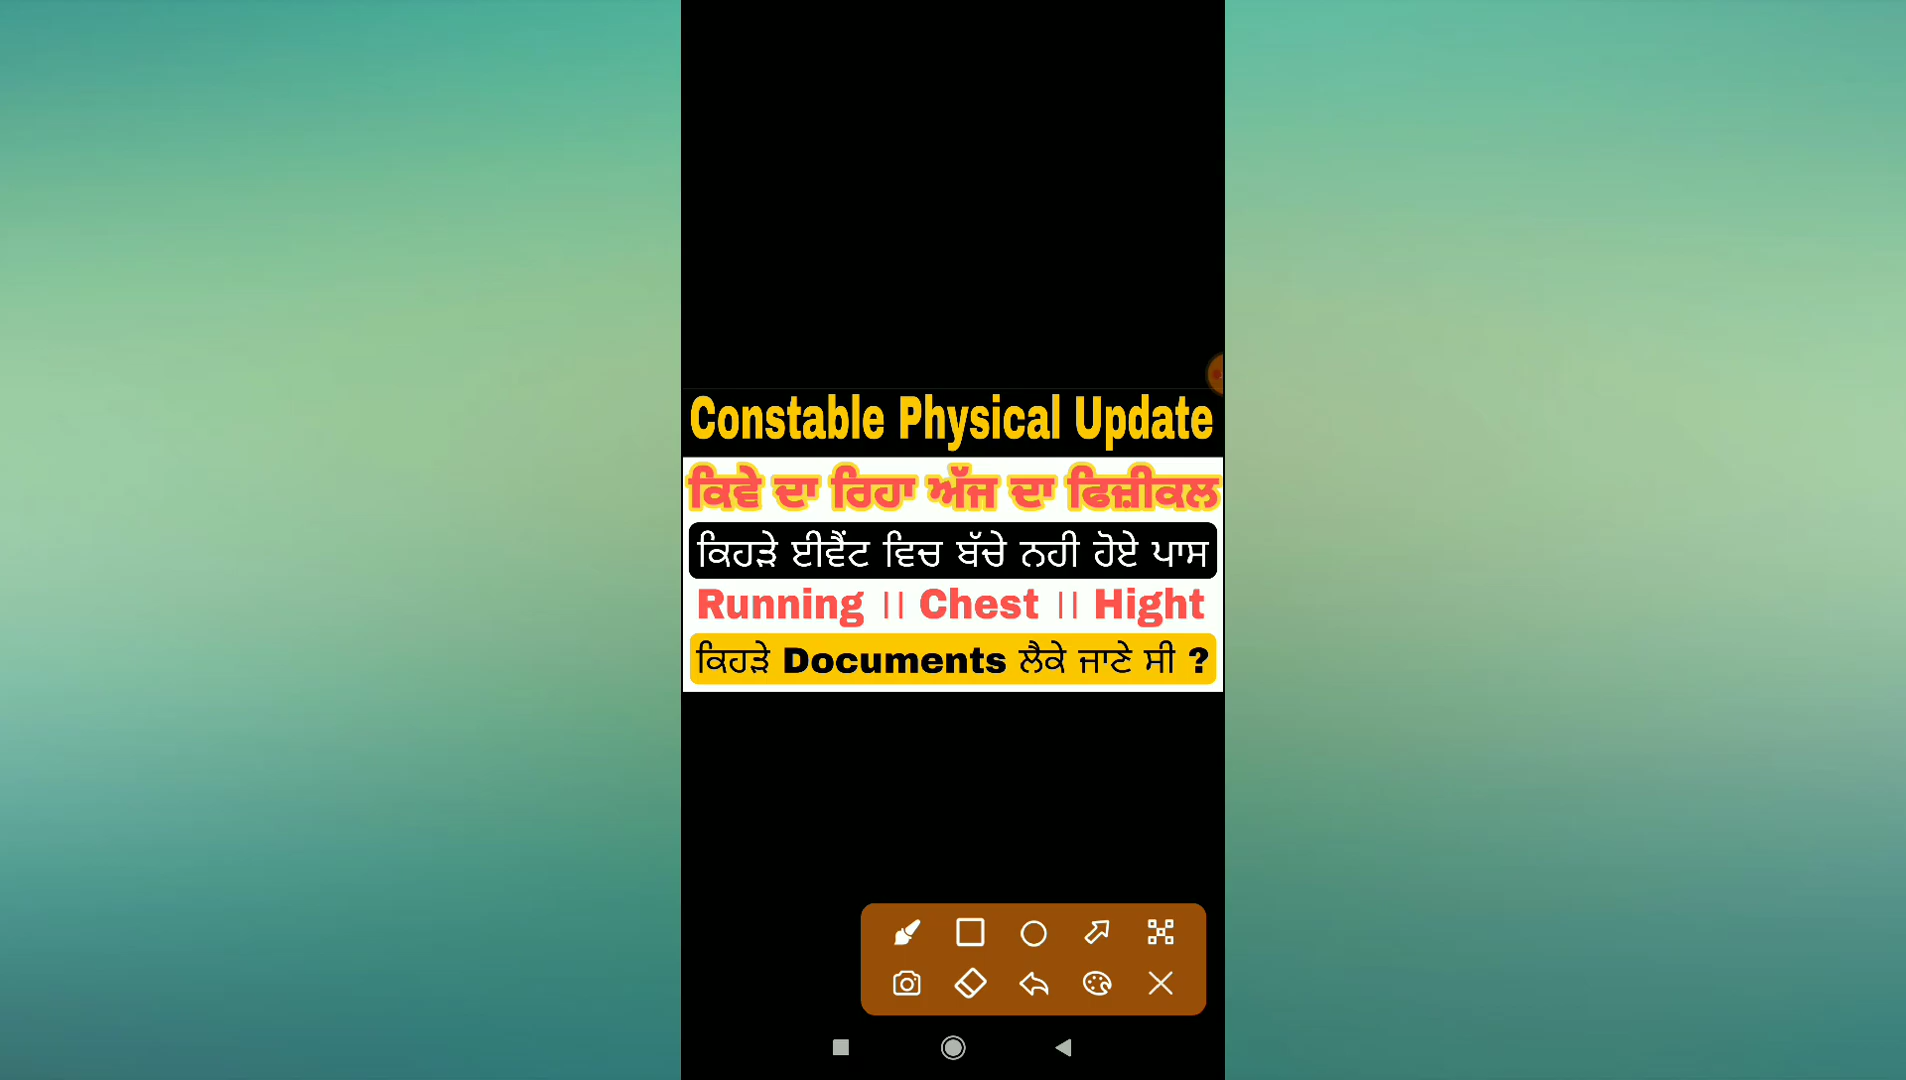 Constable Physical Update
ਕਿਵੇ ਦਾ ਰਿਹਾ ਅੱਜ ਦਾ ਫਿਜ਼ੀਕਲ
ਕਿਹੜੇ ਈਵੈਂਟ ਵਿਚ ਬੱਚੇ ਨਹੀ ਹੋਏ ਪਾਸ
Running ।। Chest ।। Hight
ਕਿਹੜੇ Documents ਲੈਕੇ ਜਾਣੇ ਸੀ ?